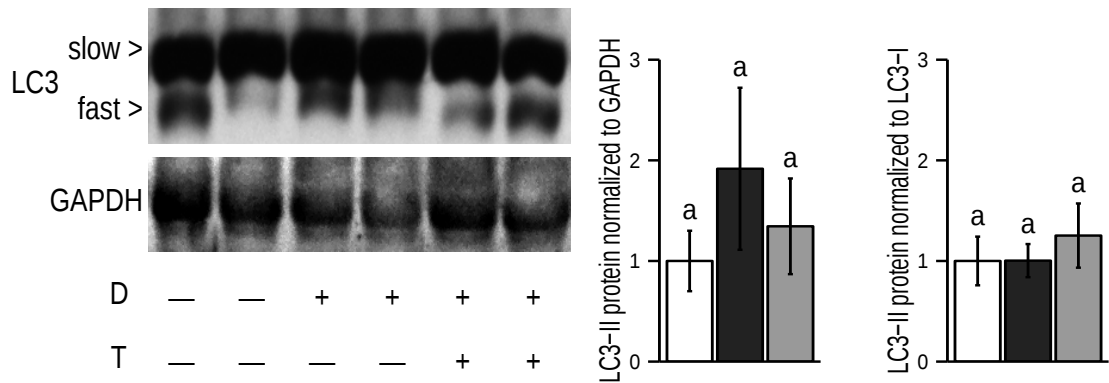 slow >
LC3
fast >
GAPDH
D — — + + + +
T — — — — + +
LC3−II protein normalized to GAPDH
3
2
1
0
a
a
a
LC3−II protein normalized to LC3−I
3
2
1
0
a
a
a